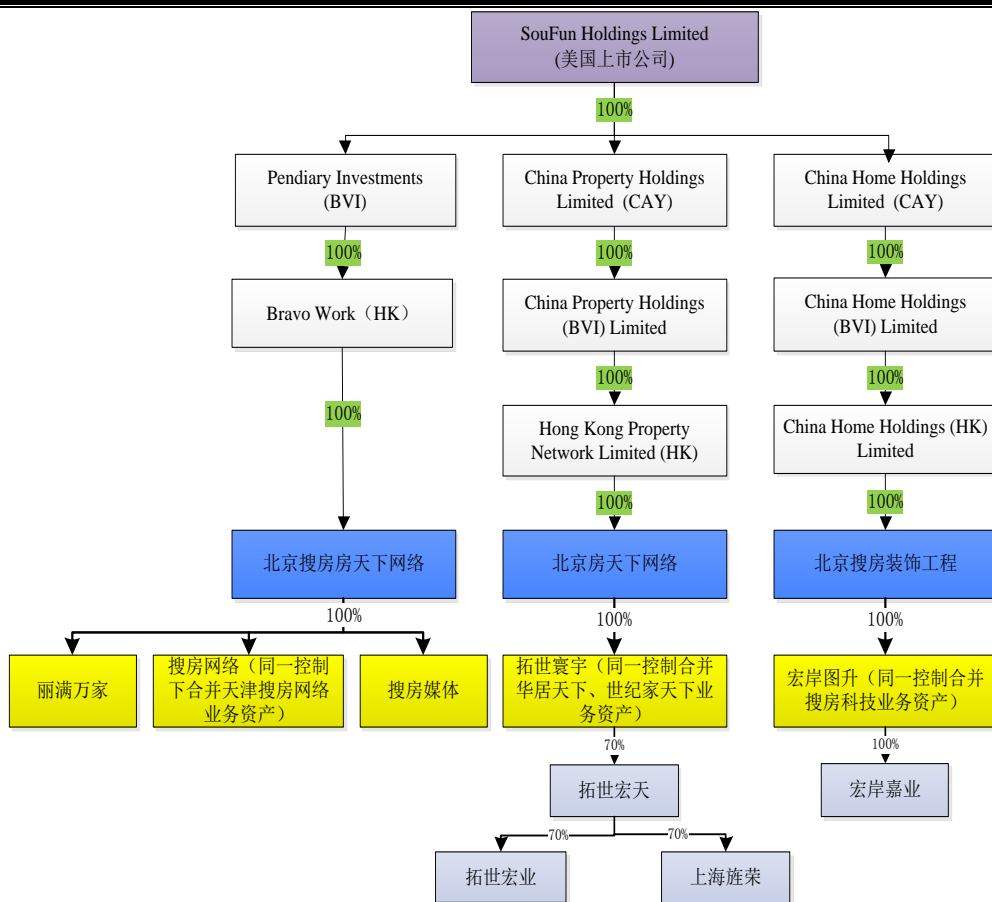 SouFun Holdings Limited
(美国上市公司)
100%
Pendiary Investments
(BVI)
China Property Holdings
Limited (CAY)
China Home Holdings
Limited (CAY)
100%
100%
100%
Bravo Work（HK）
China Property Holdings
(BVI) Limited
China Home Holdings
(BVI) Limited
100%
100%
100%
Hong Kong Property
Network Limited (HK)
China Home Holdings (HK)
Limited
100%
100%
北京搜房房天下网络
北京房天下网络
北京搜房装饰工程
100%
100%
100%
丽满万家
搜房网络（同一控制
下合并天津搜房网络
业务资产）
搜房媒体
拓世寰宇（同一控制合并
华居天下、世纪家天下业
务资产）
宏岸图升（同一控制合并
搜房科技业务资产）
70%
100%
拓世宏天
宏岸嘉业
70%
70%
拓世宏业
上海旌荣